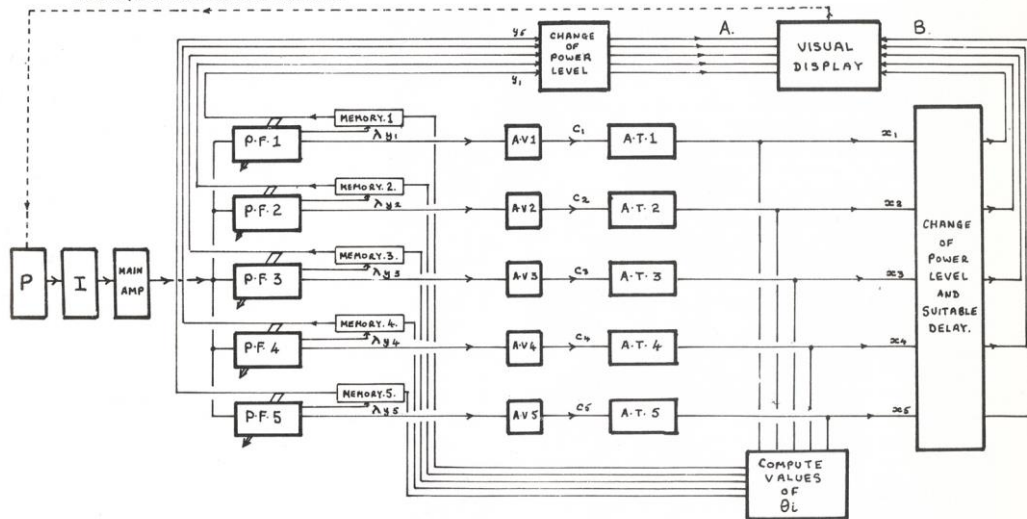 A.
B.
y5
CHANGE
OF
POWER
LEVEL
VISUAL
DISPLAY
y1
MEMORY.1
P.F.1
λy1
A.V1
C1
A.T.1
x1
MEMORY.2.
P.F.2
λy2
A.V2
C2
A.T.2
x2
MEMORY.3.
P
I
MAIN
AMP
P.F.3
λy3
A.V3
C3
A.T.3
x3
MEMORY.4.
P.F.4
λy4
A.V4
C4
A.T.4
x4
MEMORY.5.
P.F.5
λy5
A.V5
C5
A.T.5
x5
CHANGE
OF
POWER
LEVEL
AND
SUITABLE
DELAY.
COMPUTE
VALUES
OF
θi